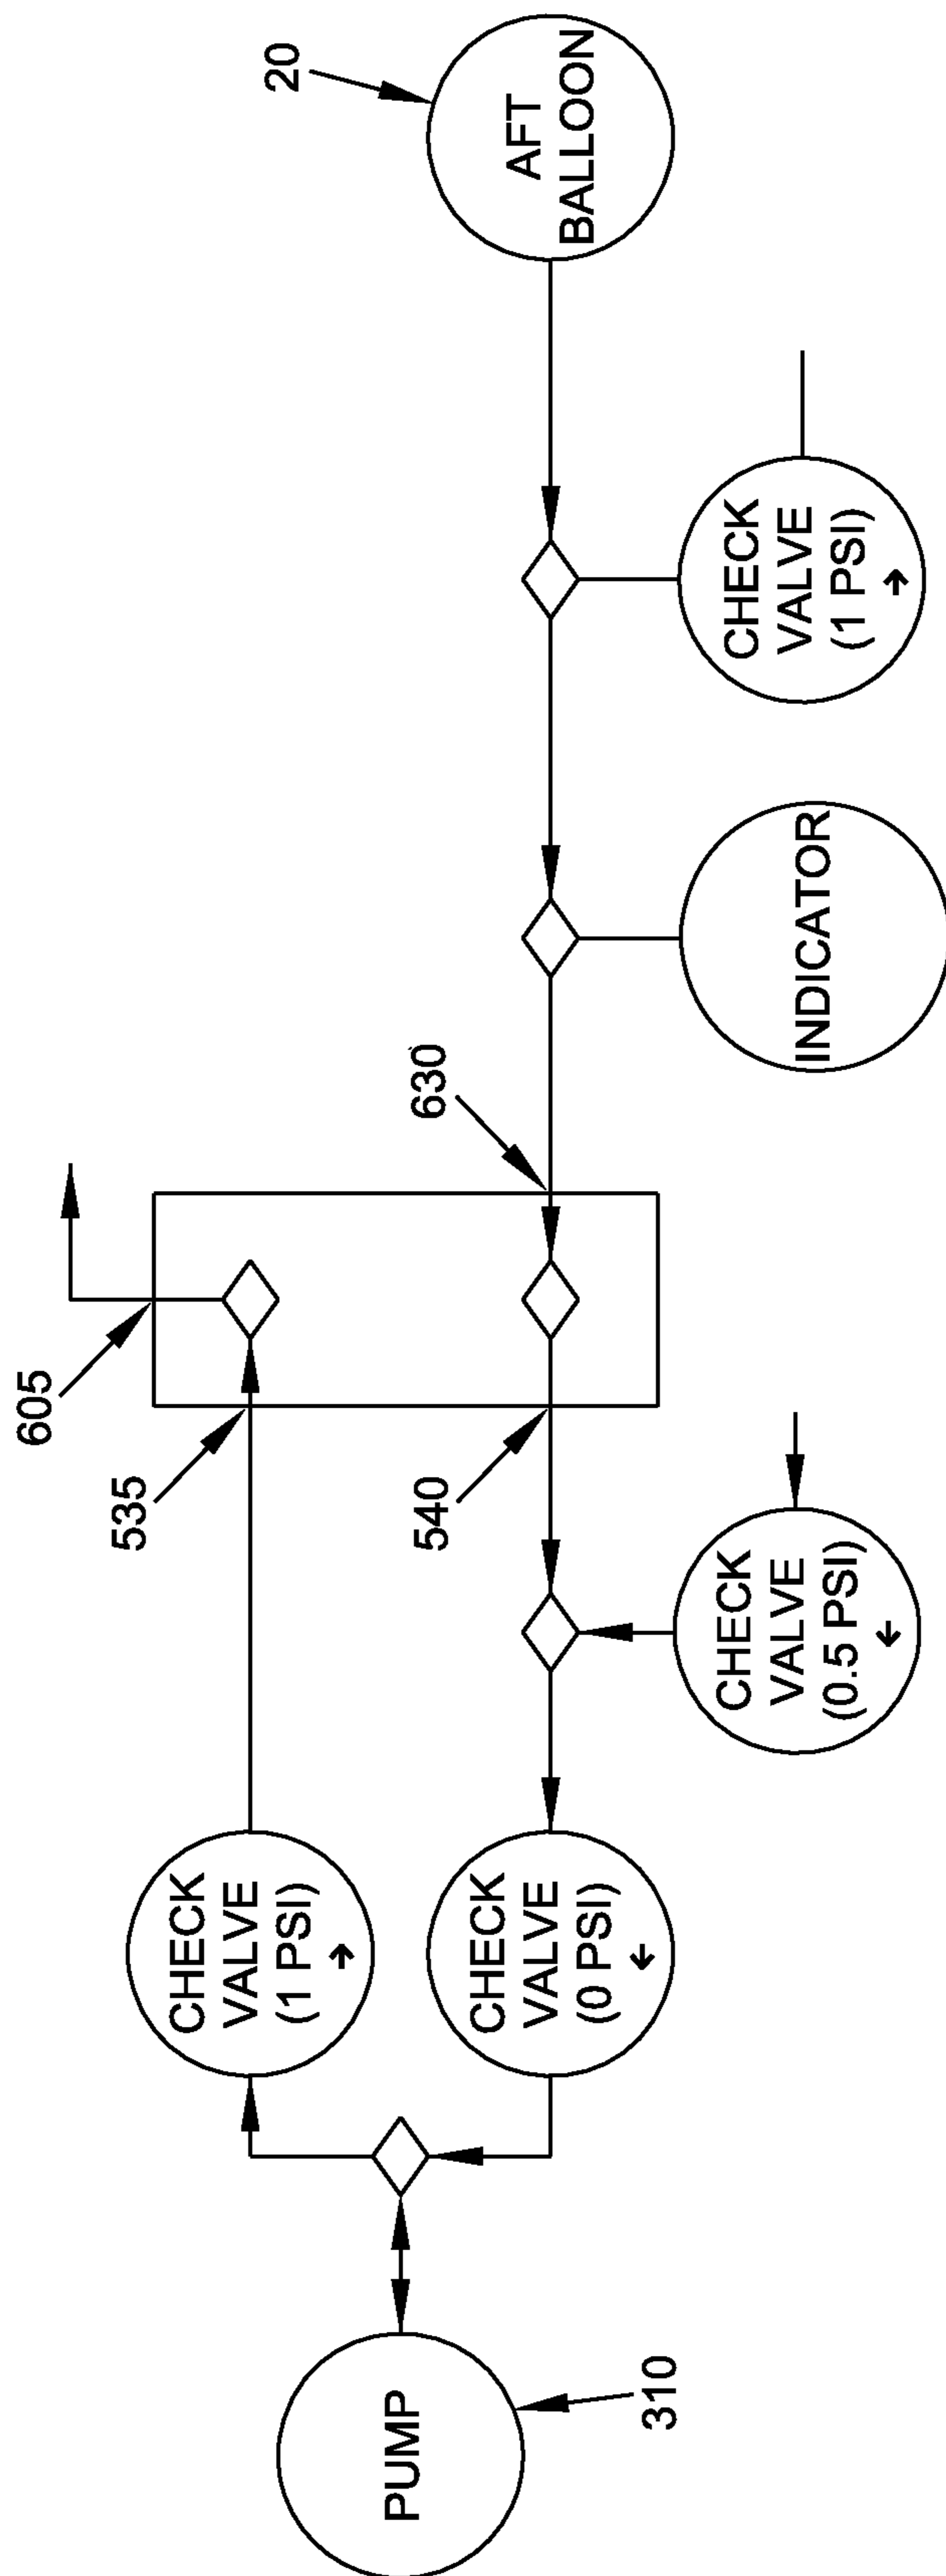 20
AFT
BALLOON
605
535
630
540
CHECK
VALVE
(1 PSI)
→
CHECK
VALVE
(0 PSI)
←
CHECK
VALVE
(0.5 PSI)
←
INDICATOR
CHECK
VALVE
(1 PSI)
→
PUMP
310